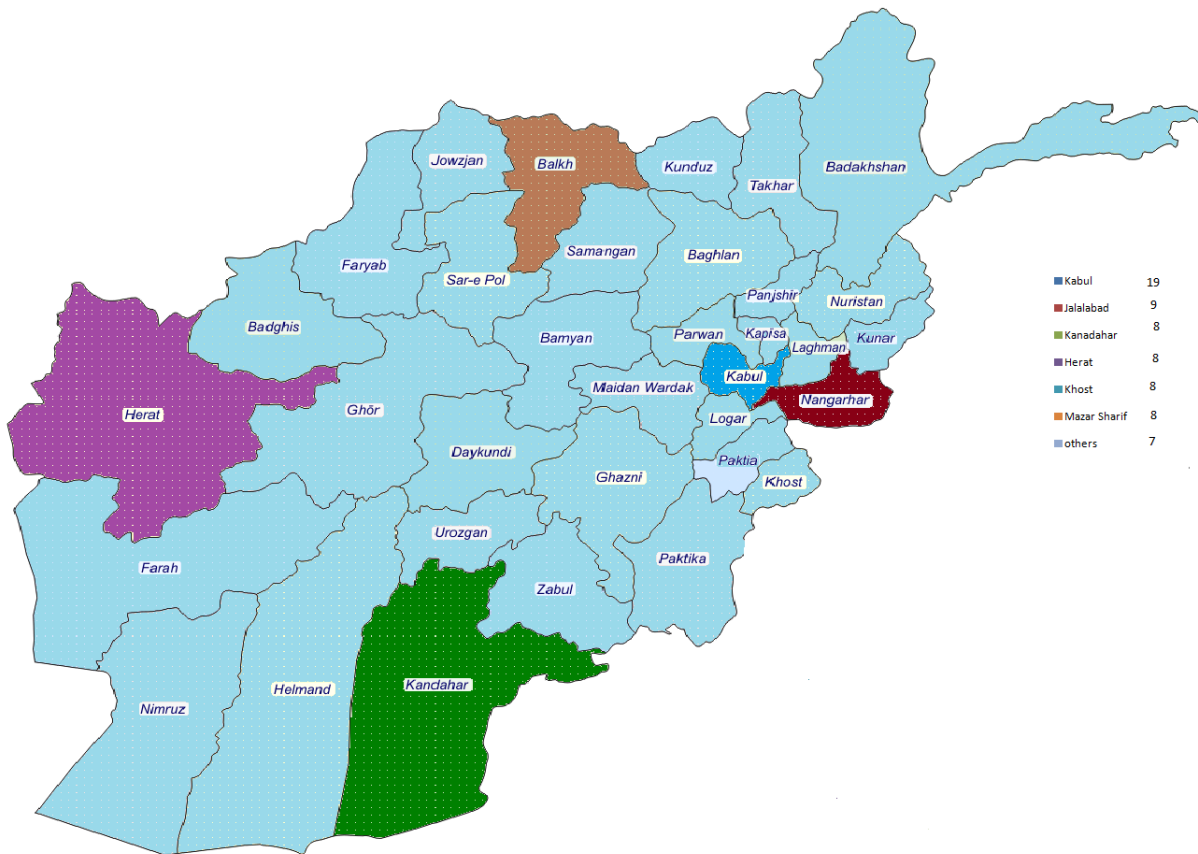 Jowzjan
Balkh
Kunduz
Takhar
Badakhshan
Faryab
Sar-e Pol
Samangan
Baghlan
Panjshir
Nuristan
Badghis
Bamyan
Parwan
Kapisa
Laghman
Kunar
Herat
Ghōr
Maidan Wardak
Kabul
Nangarhar
Logar
Daykundi
Ghazni
Paktia
Khost
Urozgan
Farah
Zabul
Paktika
Nimruz
Helmand
Kandahar
Kabul 19
Jalalabad 9
Kanadahar 8
Herat 8
Khost 8
Mazar Sharif 8
others 7